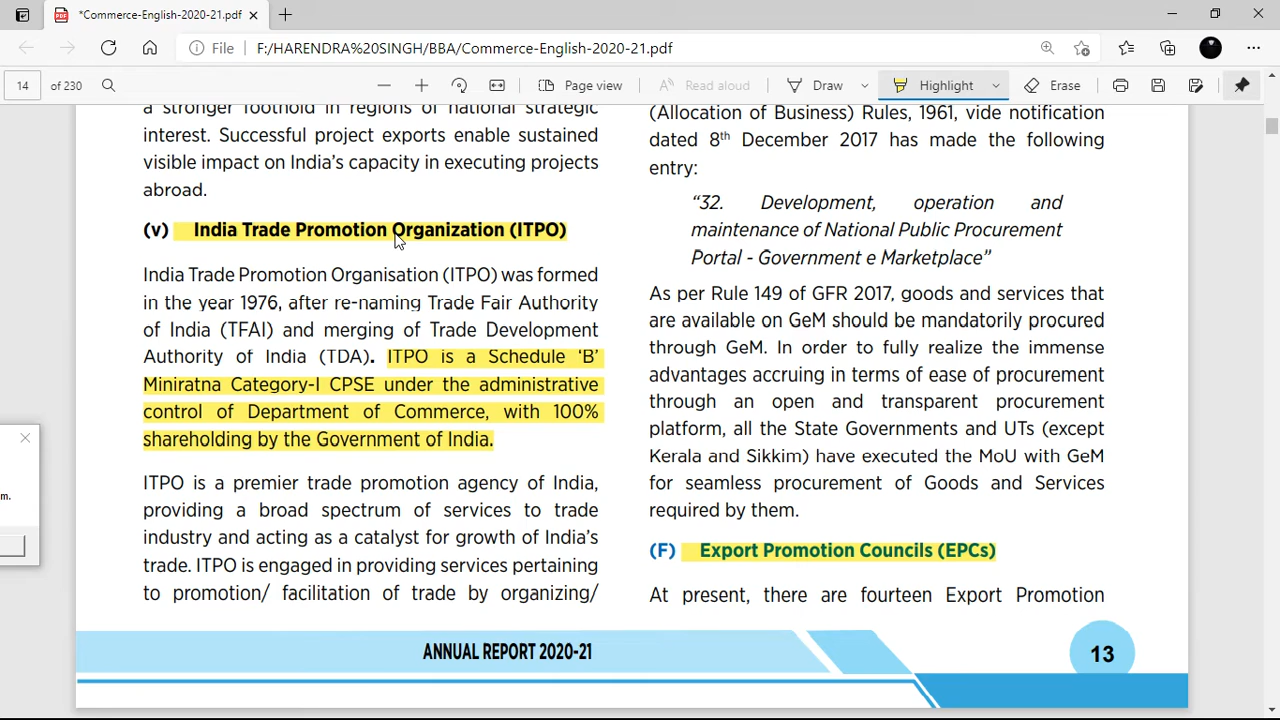 *Commerce-English-2020-21.pdf
File
F:/HARENDRA%20SINGH/BBA/Commerce-English-2020-21.pdf
14 of 230
Page view
Read aloud
Draw
Highlight
Erase
a stronger foothold in regions of national strategic
interest. Successful project exports enable sustained
visible impact on India's capacity in executing projects
abroad.
(v) India Trade Promotion Organization (ITPO)
India Trade Promotion Organisation (ITPO) was formed
in the year 1976, after re-naming Trade Fair Authority
of India (TFAI) and merging of Trade Development
Authority of India (TDA). ITPO is a Schedule 'B'
Miniratna Category-I CPSE under the administrative
control of Department of Commerce, with 100%
shareholding by the Government of India.
ITPO is a premier trade promotion agency of India,
providing a broad spectrum of services to trade
industry and acting as a catalyst for growth of India's
trade. ITPO is engaged in providing services pertaining
to promotion/ facilitation of trade by organizing/
(Allocation of Business) Rules, 1961, vide notification
dated 8th December 2017 has made the following
entry:
"32. Development, operation and
maintenance of National Public Procurement
Portal - Government e Marketplace"
As per Rule 149 of GFR 2017, goods and services that
are available on GeM should be mandatorily procured
through GeM. In order to fully realize the immense
advantages accruing in terms of ease of procurement
through an open and transparent procurement
platform, all the State Governments and UTs (except
Kerala and Sikkim) have executed the MoU with GeM
for seamless procurement of Goods and Services
required by them.
(F) Export Promotion Councils (EPCs)
At present, there are fourteen Export Promotion
m.
ANNUAL REPORT 2020-21
13